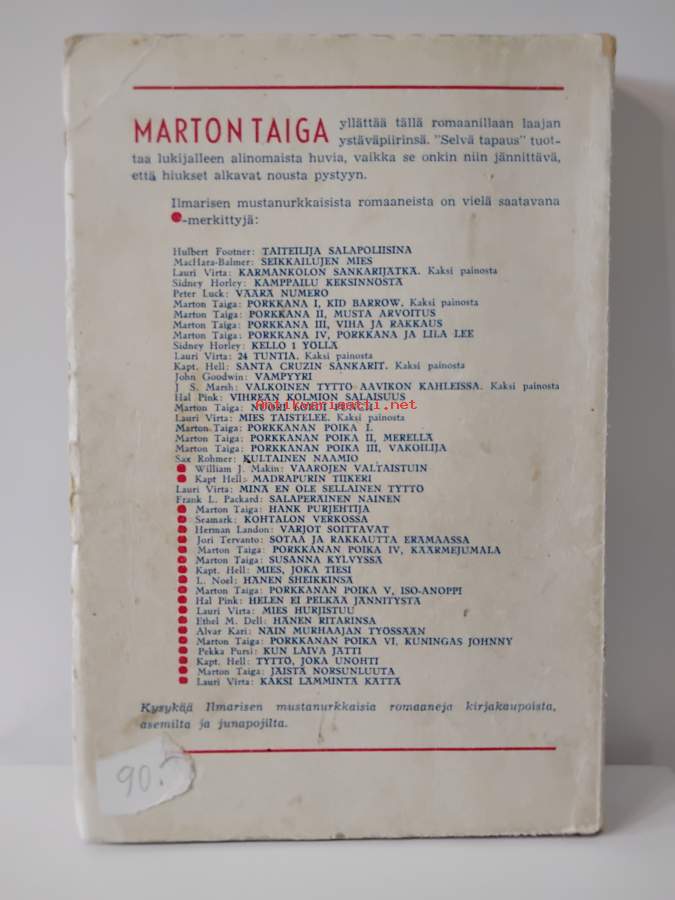 MARTON TAIGA yllättää tällä romaanillaan laajan
ystäväpiirinsä. "Selvä tapaus" tuot-
taa lukijalleen alinomaista huvia, vaikka se onkin niin jännittävä,
että hiukset alkavat nousta pystyyn.
Ilmarisen mustanurkkaisista romaaneista on vielä saatavana
●-merkittyjä:
Hulbert Footner: TAITEILIJA SALAPOLIISINA
MacHara-Balmer: SEIKKAILUJEN MIES
Lauri Virta: KARMANKOLON SANKARIJÄTKÄ. Kaksi painosta
Sidney Horley: KAMPPAILU KEKSINNÖSTÄ
Peter Luck: VÄÄRÄ NUMERO
Marton Taiga: PORKKANA I, KID BARROW. Kaksi painosta
Marton Taiga: PORKKANA II, MUSTA ARVOITUS
Marton Taiga: PORKKANA III, VIHA JA RAKKAUS
Marton Taiga: PORKKANA IV, PORKKANA JA LILA LEE
Sidney Horley: KELLO 1 YÖLLÄ
Lauri Virta: 24 TUNTIA. Kaksi painosta
Kapt. Hell: SANTA CRUZIN SANKARIT. Kaksi painosta
John Goodwin: VAMPYYRI
J. S. Marsh: VALKOINEN TYTTÖ AAVIKON KAHLEISSA. Kaksi painosta
Hal Pink: VIHREÄN KOLMION SALAISUUS
Marton Taiga:
antikvaariaatti.net
Lauri Virta: MIES TAISTELEE. Kaksi painosta
Marton Taiga: PORKKANAN POIKA I.
Marton Taiga: PORKKANAN POIKA II, MERELLÄ
Marton Taiga: PORKKANAN POIKA III, VAKOILIJA
Sax Rohmer: KULTAINEN NAAMIO
● William J. Makin: VAAROJEN VALTAISTUIN
● Kapt Hell: MADRAPURIN TIIKERI
Lauri Virta: MINÄ EN OLE SELLAINEN TYTTÖ
Frank L. Packard: SALAPERÄINEN NAINEN
● Marton Taiga: HANK PURJEHTIJA
● Seamark: KOHTALON VERKOSSA
● Herman Landon: VARJOT SOITTAVAT
● Jori Tervanto: SOTAA JA RAKKAUTTA ERÄMAASSA
● Marton Taiga: PORKKANAN POIKA IV, KÄÄRMEJUMALA
● Marton Taiga: SUSANNA KYLVYSSÄ
● Kapt. Hell: MIES, JOKA TIESI
● L. Noel: HÄNEN SHEIKKINSÄ
● Marton Taiga: PORKKANAN POIKA V, ISO-ANOPPI
● Hal Pink: HELEN EI PELKÄÄ JÄNNITYSTÄ
● Lauri Virta: MIES HURJISTUU
● Ethel M. Dell: HÄNEN RITARINSA
● Alvar Kari: NÄIN MURHAAJAN TYÖSSÄÄN
● Marton Taiga: PORKKANAN POIKA VI, KUNINGAS JOHNNY
● Pekka Pursi: KUN LAIVA JÄTTI
● Kapt. Hell: TYTTÖ, JOKA UNOHTI
● Marton Taiga: JÄISTÄ NORSUNLUUTA
● Lauri Virta: KAKSI LÄMMINTÄ KÄTTÄ
Kysykää Ilmarisen mustanurkkaisia romaaneja kirjakaupoista,
asemilta ja junapojilta.
90.-